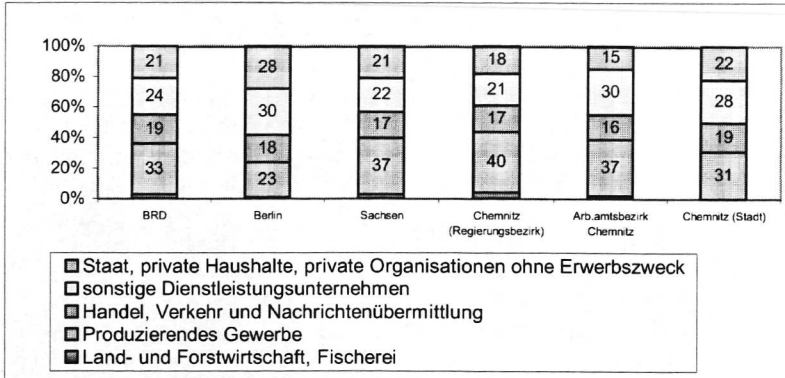 100%
80%
60%
40%
20%
0%
21 28 21 18 15 22
24 30 22 21 30 28
19 18 17 17 16 19
33 23 37 40 37 31
BRD Berlin Sachsen Chemnitz (Regierungsbezirk) Arb.amtsbezirk Chemnitz Chemnitz (Stadt)
Staat, private Haushalte, private Organisationen ohne Erwerbszweck
sonstige Dienstleistungsunternehmen
Handel, Verkehr und Nachrichtenübermittlung
Produzierendes Gewerbe
Land- und Forstwirtschaft, Fischerei